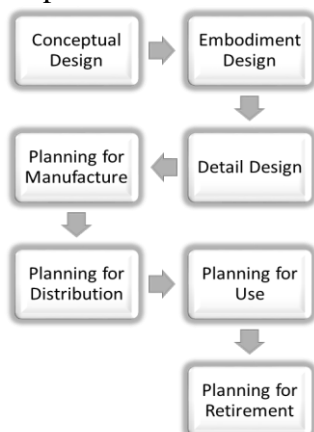 Conceptual
Design
Embodiment
Design
Detail Design
Planning for
Manufacture
Planning for
Distribution
Planning for
Use
Planning for
Retirement